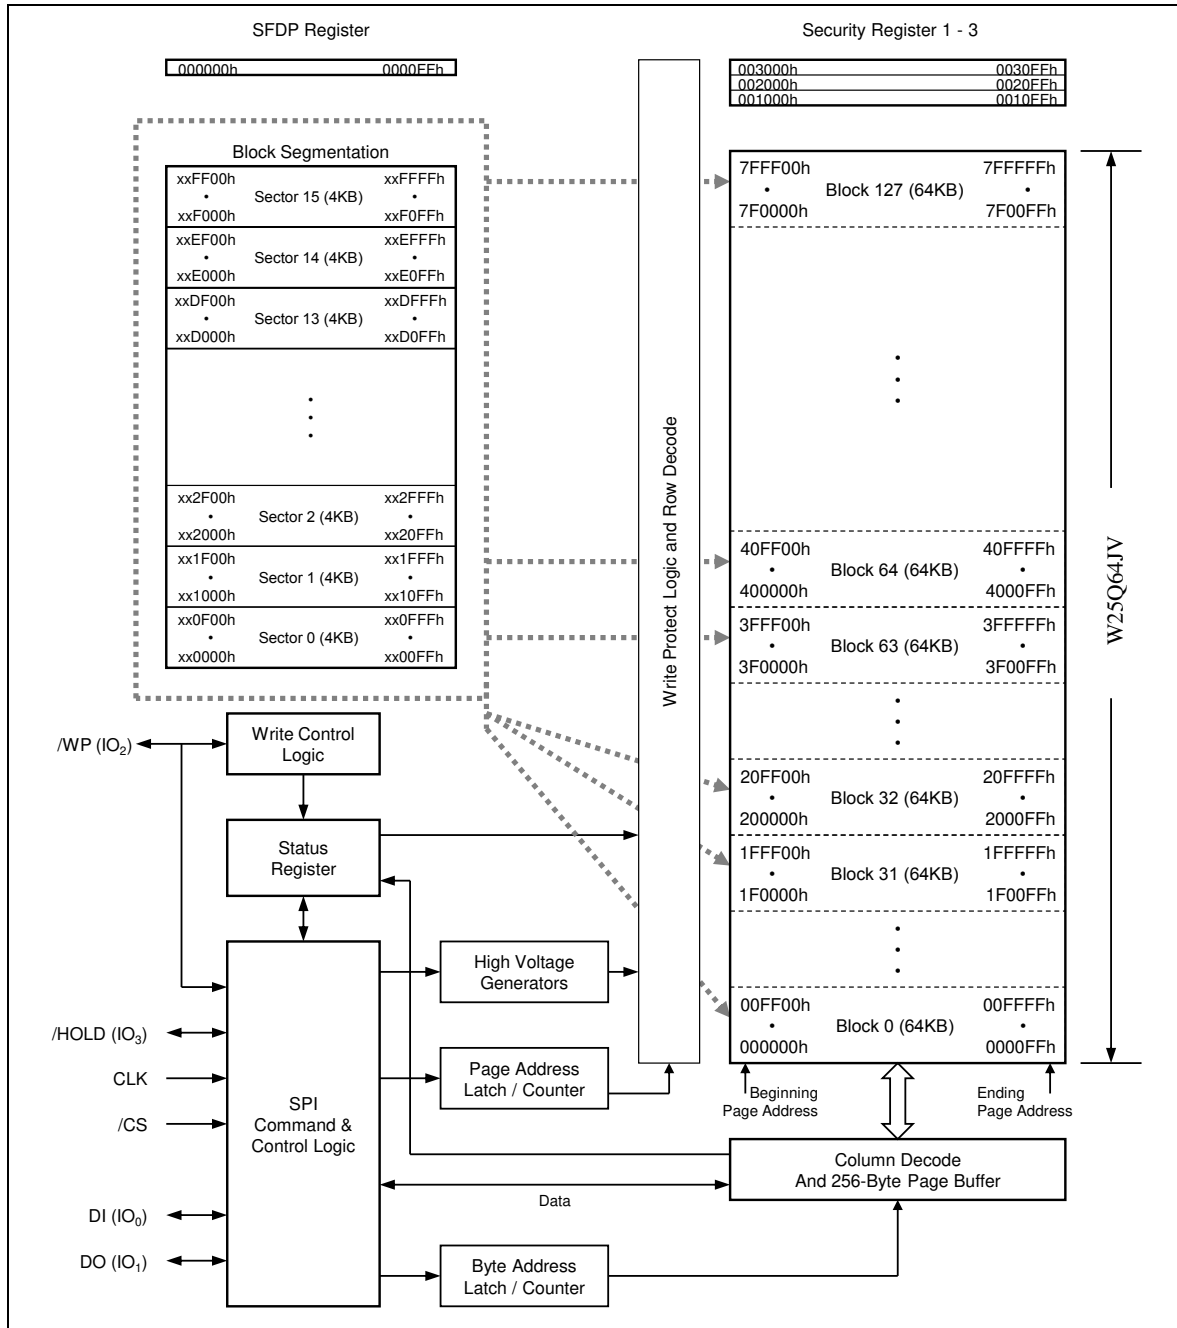 SFDP Register
000000h 0000FFh
Security Register 1 - 3
003000h 0030FFh
002000h 0020FFh
001000h 0010FFh
Block Segmentation
xxFF00h xxFFFFh
• Sector 15 (4KB) •
xxF000h xxF0FFh
xxEF00h xxEFFFh
• Sector 14 (4KB) •
xxE000h xxE0FFh
xxDF00h xxDFFFh
• Sector 13 (4KB) •
xxD000h xxD0FFh
xx2F00h xx2FFFh
• Sector 2 (4KB) •
xx2000h xx20FFh
xx1F00h xx1FFFh
• Sector 1 (4KB) •
xx1000h xx10FFh
xx0F00h xx0FFFh
• Sector 0 (4KB) •
xx0000h xx00FFh
Write Protect Logic and Row Decode
7FFF00h 7FFFFFh
• Block 127 (64KB) •
7F0000h 7F00FFh
40FF00h 40FFFFh
• Block 64 (64KB) •
400000h 4000FFh
3FFF00h 3FFFFFh
• Block 63 (64KB) •
3F0000h 3F00FFh
20FF00h 20FFFFh
• Block 32 (64KB) •
200000h 2000FFh
1FFF00h 1FFFFFh
• Block 31 (64KB) •
1F0000h 1F00FFh
00FF00h 00FFFFh
• Block 0 (64KB) •
000000h 0000FFh
W25Q64JV
Beginning
Page Address
Ending
Page Address
/WP (IO2)
Write Control
Logic
Status
Register
High Voltage
Generators
/HOLD (IO3)
CLK
/CS
SPI
Command &
Control Logic
Page Address
Latch / Counter
Column Decode
And 256-Byte Page Buffer
Data
DI (IO0)
DO (IO1)
Byte Address
Latch / Counter